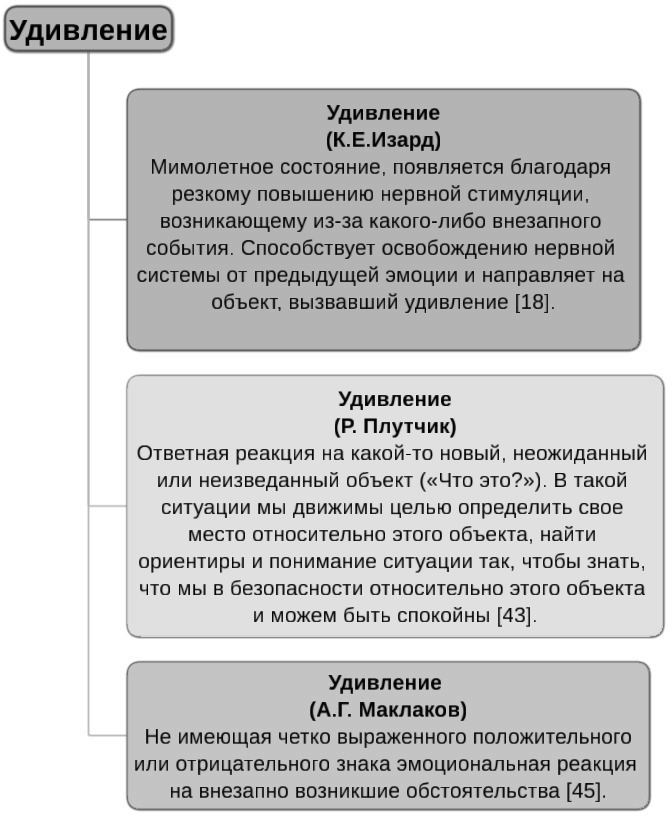 Удивление
Удивление
(К.Е.Изард)
Мимолетное состояние, появляется благодаря
резкому повышению нервной стимуляции,
возникающему из-за какого-либо внезапного
события. Способствует освобождению нервной
системы от предыдущей эмоции и направляет на
объект, вызвавший удивление [18].
Удивление
(Р. Плутчик)
Ответная реакция на какой-то новый, неожиданный
или неизведанный объект («Что это?»). В такой
ситуации мы движимы целью определить свое
место относительно этого объекта, найти
ориентиры и понимание ситуации так, чтобы знать,
что мы в безопасности относительно этого объекта
и можем быть спокойны [43].
Удивление
(А.Г. Маклаков)
Не имеющая четко выраженного положительного
или отрицательного знака эмоциональная реакция
на внезапно возникшие обстоятельства [45].